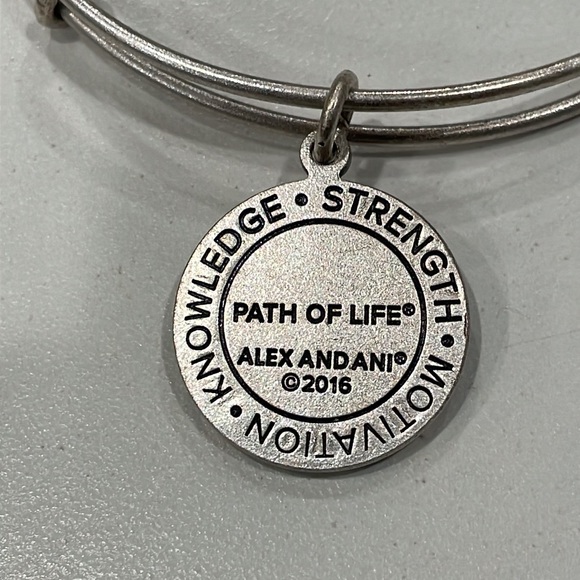 KNOWLEDGE • STRENGTH • MOTIVATION •
PATH OF LIFE®
ALEX AND ANI®
©2016